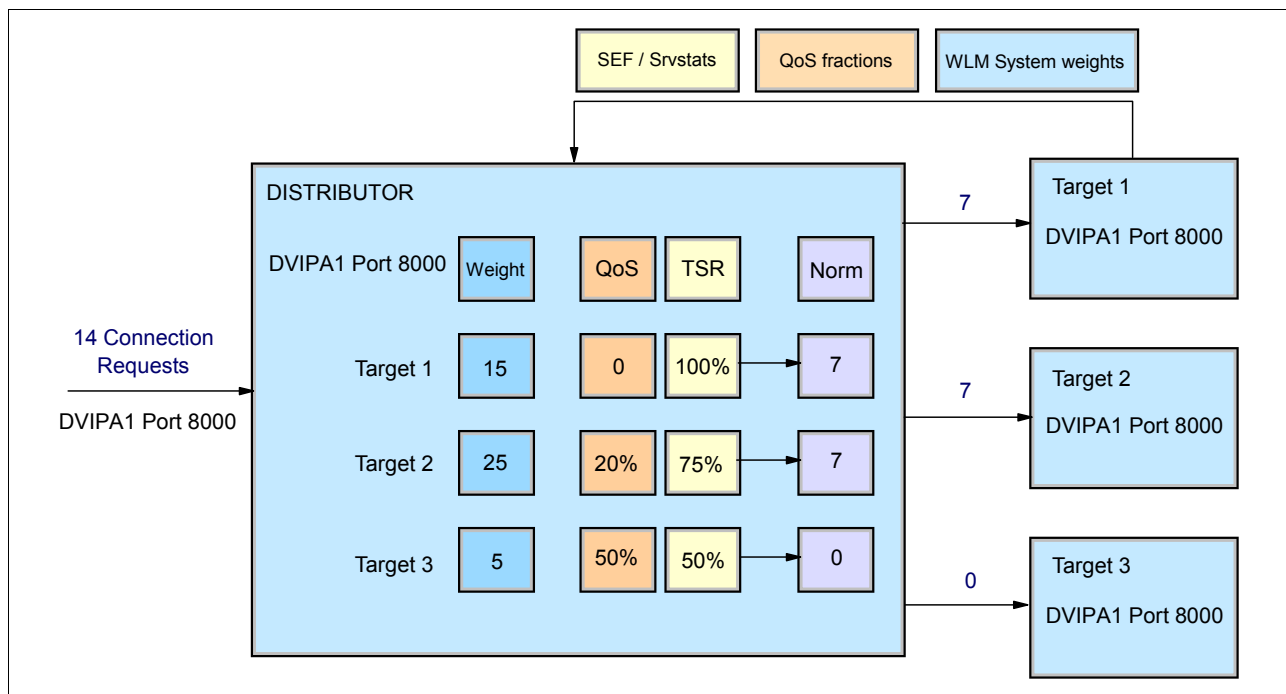 SEF / Srvstats
QoS fractions
WLM System weights
DISTRIBUTOR
DVIPA1 Port 8000
Weight
QoS
TSR
Norm
7
Target 1
DVIPA1 Port 8000
14 Connection
Requests
DVIPA1 Port 8000
Target 1
15
0
100%
7
Target 2
25
20%
75%
7
7
Target 2
DVIPA1 Port 8000
Target 3
5
50%
50%
0
0
Target 3
DVIPA1 Port 8000